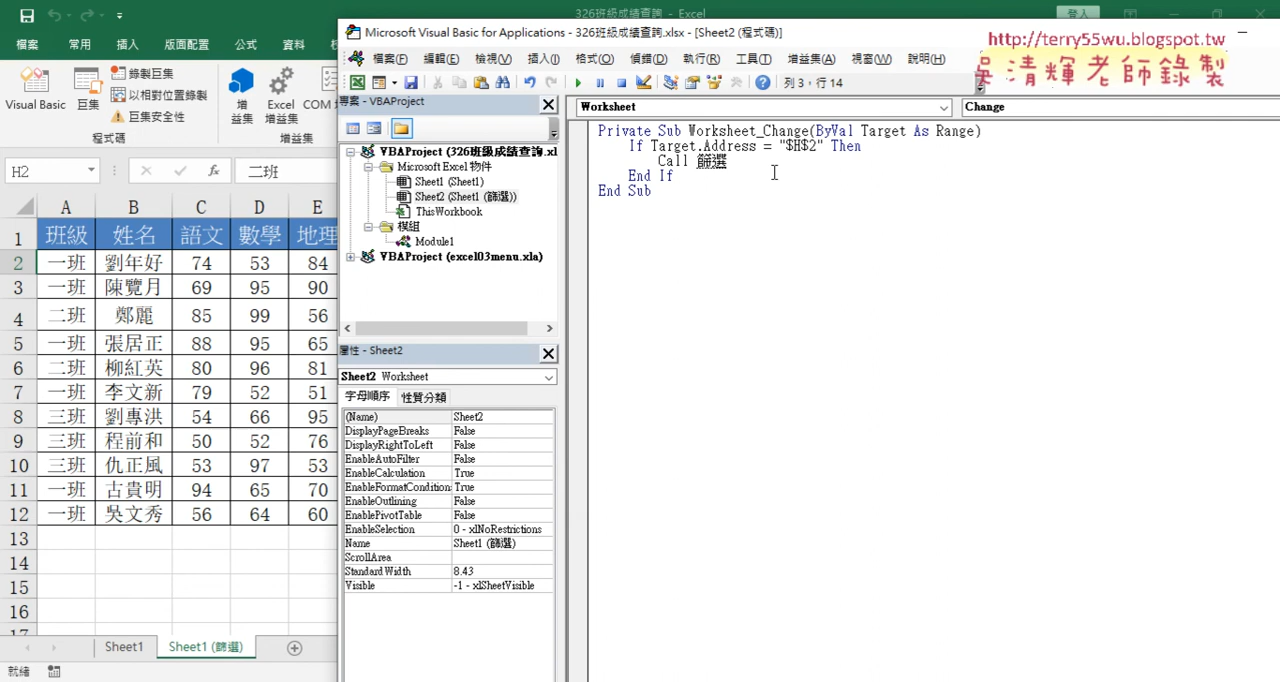 326班級成績查詢 - Excel
登入
檔案 常用 插入 版面配置 公式 資料
Visual Basic
巨集
錄製巨集
以相對位置錄製
巨集安全性
增益集
Excel 增益集
COM
程式碼
增益集
H2
fx
二班
A B C D E
1 班級 姓名 語文 數學 地理
2 一班 劉年好 74 53 84
3 一班 陳覽月 69 95 90
4 二班 鄭麗 85 99 56
5 一班 張居正 88 95 65
6 二班 柳紅英 80 96 81
7 一班 李文新 79 52 51
8 三班 劉專洪 54 66 95
9 三班 程前和 50 52 76
10 三班 仇正風 53 97 53
11 一班 古貴明 94 65 70
12 一班 吳文秀 56 64 60
13
14
15
16
17
Sheet1
Sheet1 (篩選)
就緒
Microsoft Visual Basic for Applications - 326班級成績查詢.xlsx - [Sheet2 (程式碼)]
檔案(F) 編輯(E) 檢視(V) 插入(I) 格式(O) 偵錯(D) 執行(R) 工具(T) 增益集(A) 視窗(W) 說明(H)
列 3，行 14
http://terry55wu.blogspot.tw
吳清輝老師錄製
專案 - VBAProject
VBAProject (326班級成績查詢.xl
Microsoft Excel 物件
Sheet1 (Sheet1)
Sheet2 (Sheet1 (篩選))
ThisWorkbook
模組
Module1
VBAProject (excel03menu.xla)
屬性 - Sheet2
Sheet2 Worksheet
字母順序 性質分類
(Name) Sheet2
DisplayPageBreaks False
DisplayRightToLeft False
EnableAutoFilter False
EnableCalculation True
EnableFormatCondition True
EnableOutlining False
EnablePivotTable False
EnableSelection 0 - xlNoRestrictions
Name Sheet1 (篩選)
ScrollArea
StandardWidth 8.43
Visible -1 - xlSheetVisible
Worksheet
Change
Private Sub Worksheet_Change(ByVal Target As Range)
If Target.Address = "$H$2" Then
Call 篩選
End If
End Sub